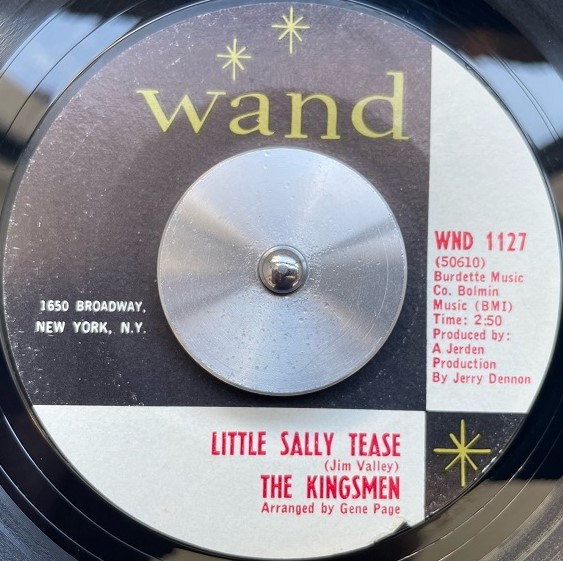 wand
WND 1127
(50610)
Burdette Music
Co. Bolmin
Music (BMI)
Time: 2:50
Produced by:
A Jerden
Production
By Jerry Dennon
1650 BROADWAY,
NEW YORK, N.Y.
LITTLE SALLY TEASE
(Jim Valley)
THE KINGSMEN
Arranged by Gene Page